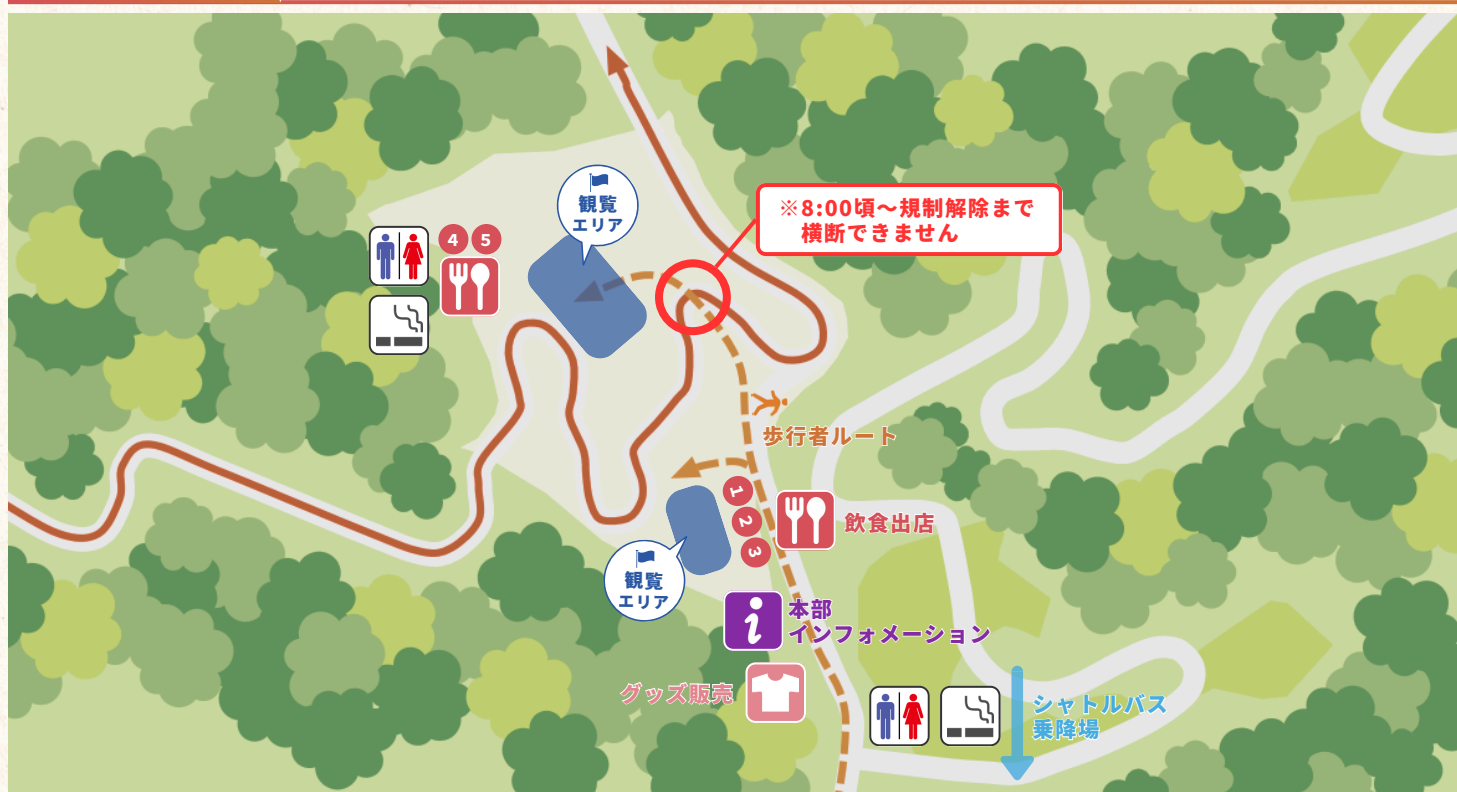 観覧
エリア
※8:00頃～規制解除まで
横断できません
4 5
歩行者ルート
1
2
3
飲食出店
観覧
エリア
本部
インフォメーション
グッズ販売
シャトルバス
乗降場